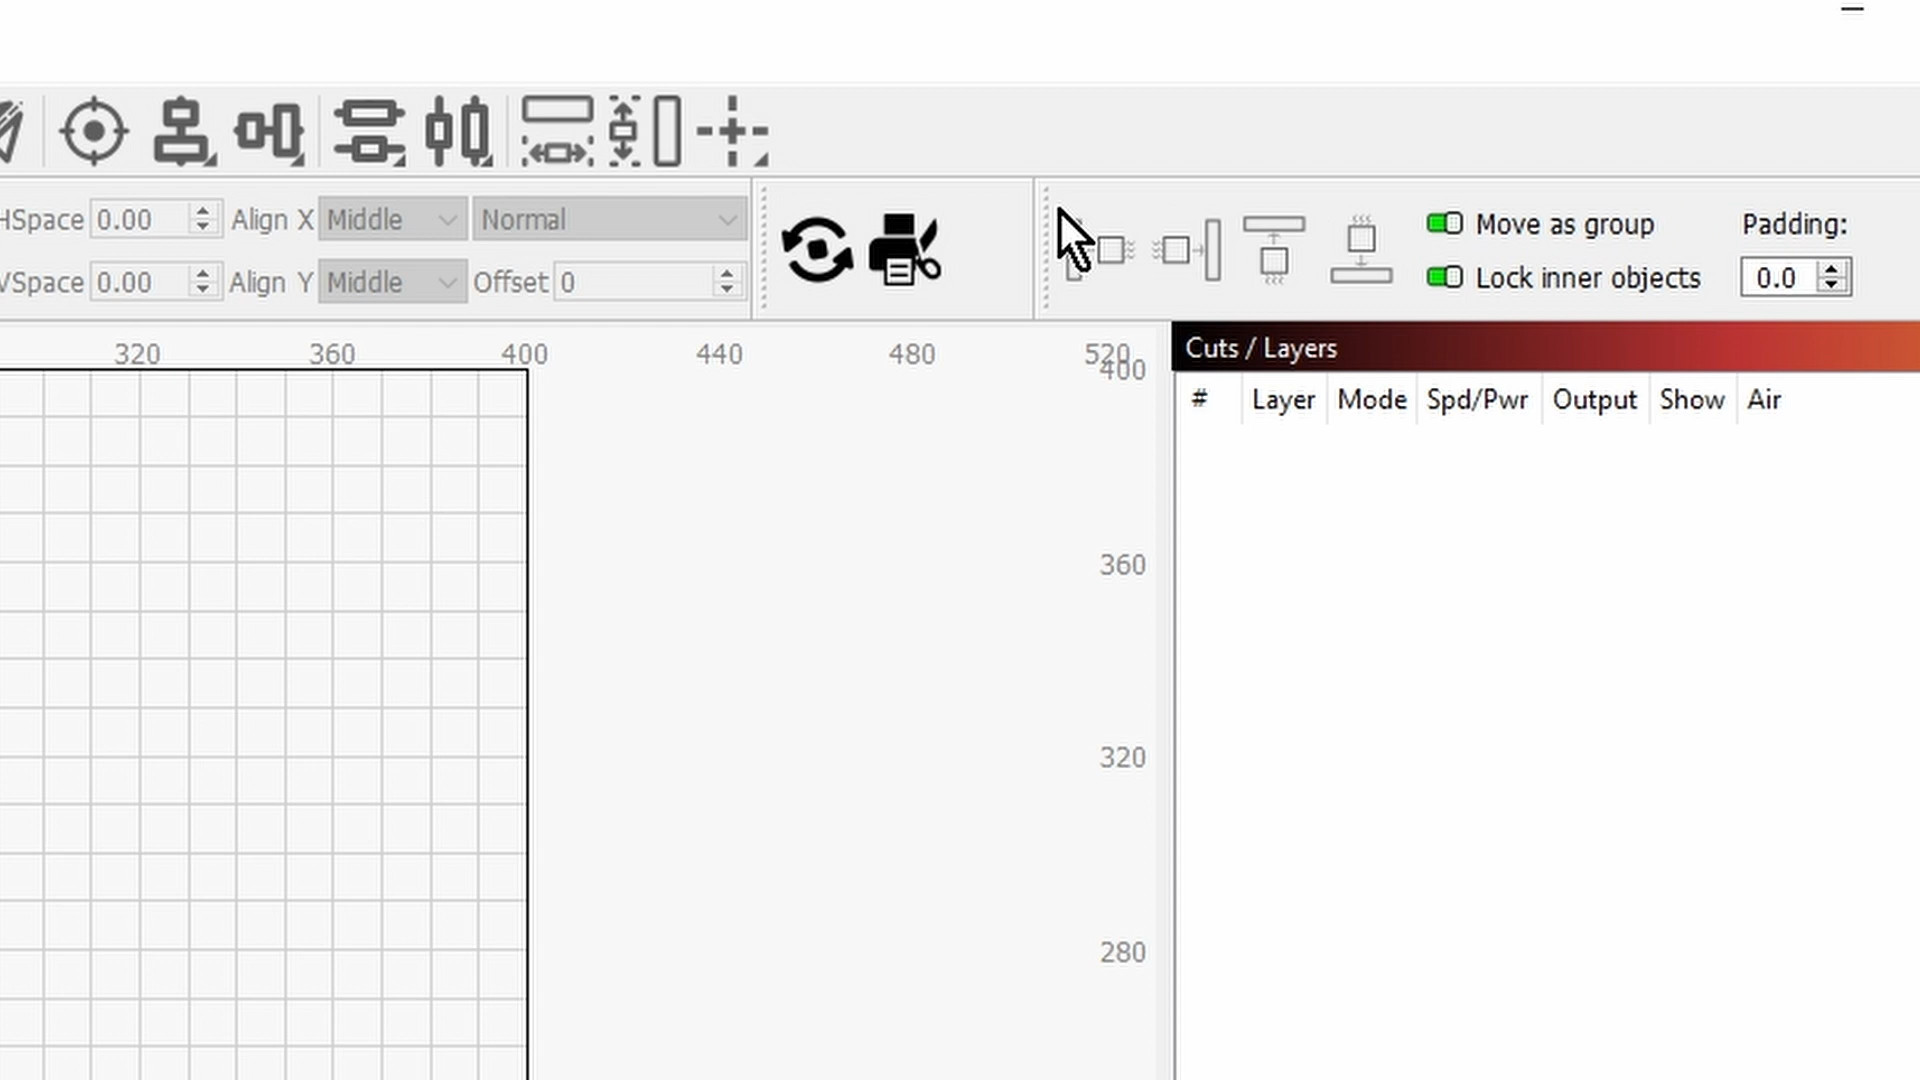 HSpace 0.00 Align X Middle Normal
VSpace 0.00 Align Y Middle Offset 0
Move as group
Lock inner objects
Padding:
0.0
320 360 400 440 480 520
400
360
320
280
Cuts / Layers
# Layer Mode Spd/Pwr Output Show Air